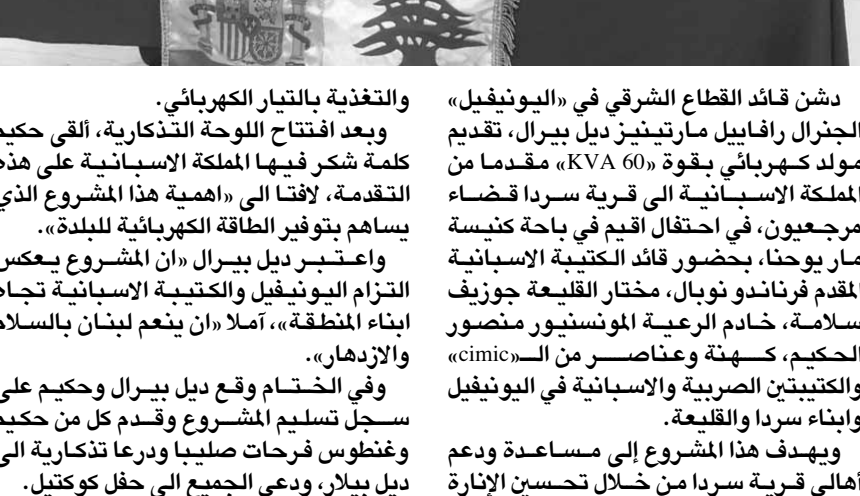 دشن قائد القطاع الشرقي في «اليونيفيل»
الجنرال رافاييل مارتينيز ديل بيرال، تقديم
مولد كهربائي بقوة «60 KVA» مقدما من
المملكة الاسبانية الى قرية سردا قضاء
مرجعيون، في احتفال اقيم في باحة كنيسة
مار يوحنا، بحضور قائد الكتيبة الاسبانية
المقدم فرناندو نوبال، مختار القليعة جوزيف
سلامة، خادم الرعية المونسنيور منصور
الحكيم، كهنة وعناصر من الـ«cimic»
والكتيبتين الصربية والاسبانية في اليونيفيل
وابناء سردا والقليعة.
ويهدف هذا المشروع إلى مساعدة ودعم
أهالي قرية سردا من خلال تحسين الإنارة
والتغذية بالتيار الكهربائي.
وبعد افتتاح اللوحة التذكارية، ألقى حكيم
كلمة شكر فيها المملكة الاسبانية على هذه
التقدمة، لافتا الى «اهمية هذا المشروع الذي
يساهم بتوفير الطاقة الكهربائية للبلدة».
واعتبر ديل بيرال «ان المشروع يعكس
التزام اليونيفيل والكتيبة الاسبانية تجاه
ابناء المنطقة»، آملا «ان ينعم لبنان بالسلام
والازدهار».
وفي الختام وقع ديل بيرال وحكيم على
سجل تسليم المشروع وقدم كل من حكيم
وغنطوس فرحات صليبا ودرعا تذكارية الى
ديل بيلار، ودعي الجميع الى حفل كوكتيل.